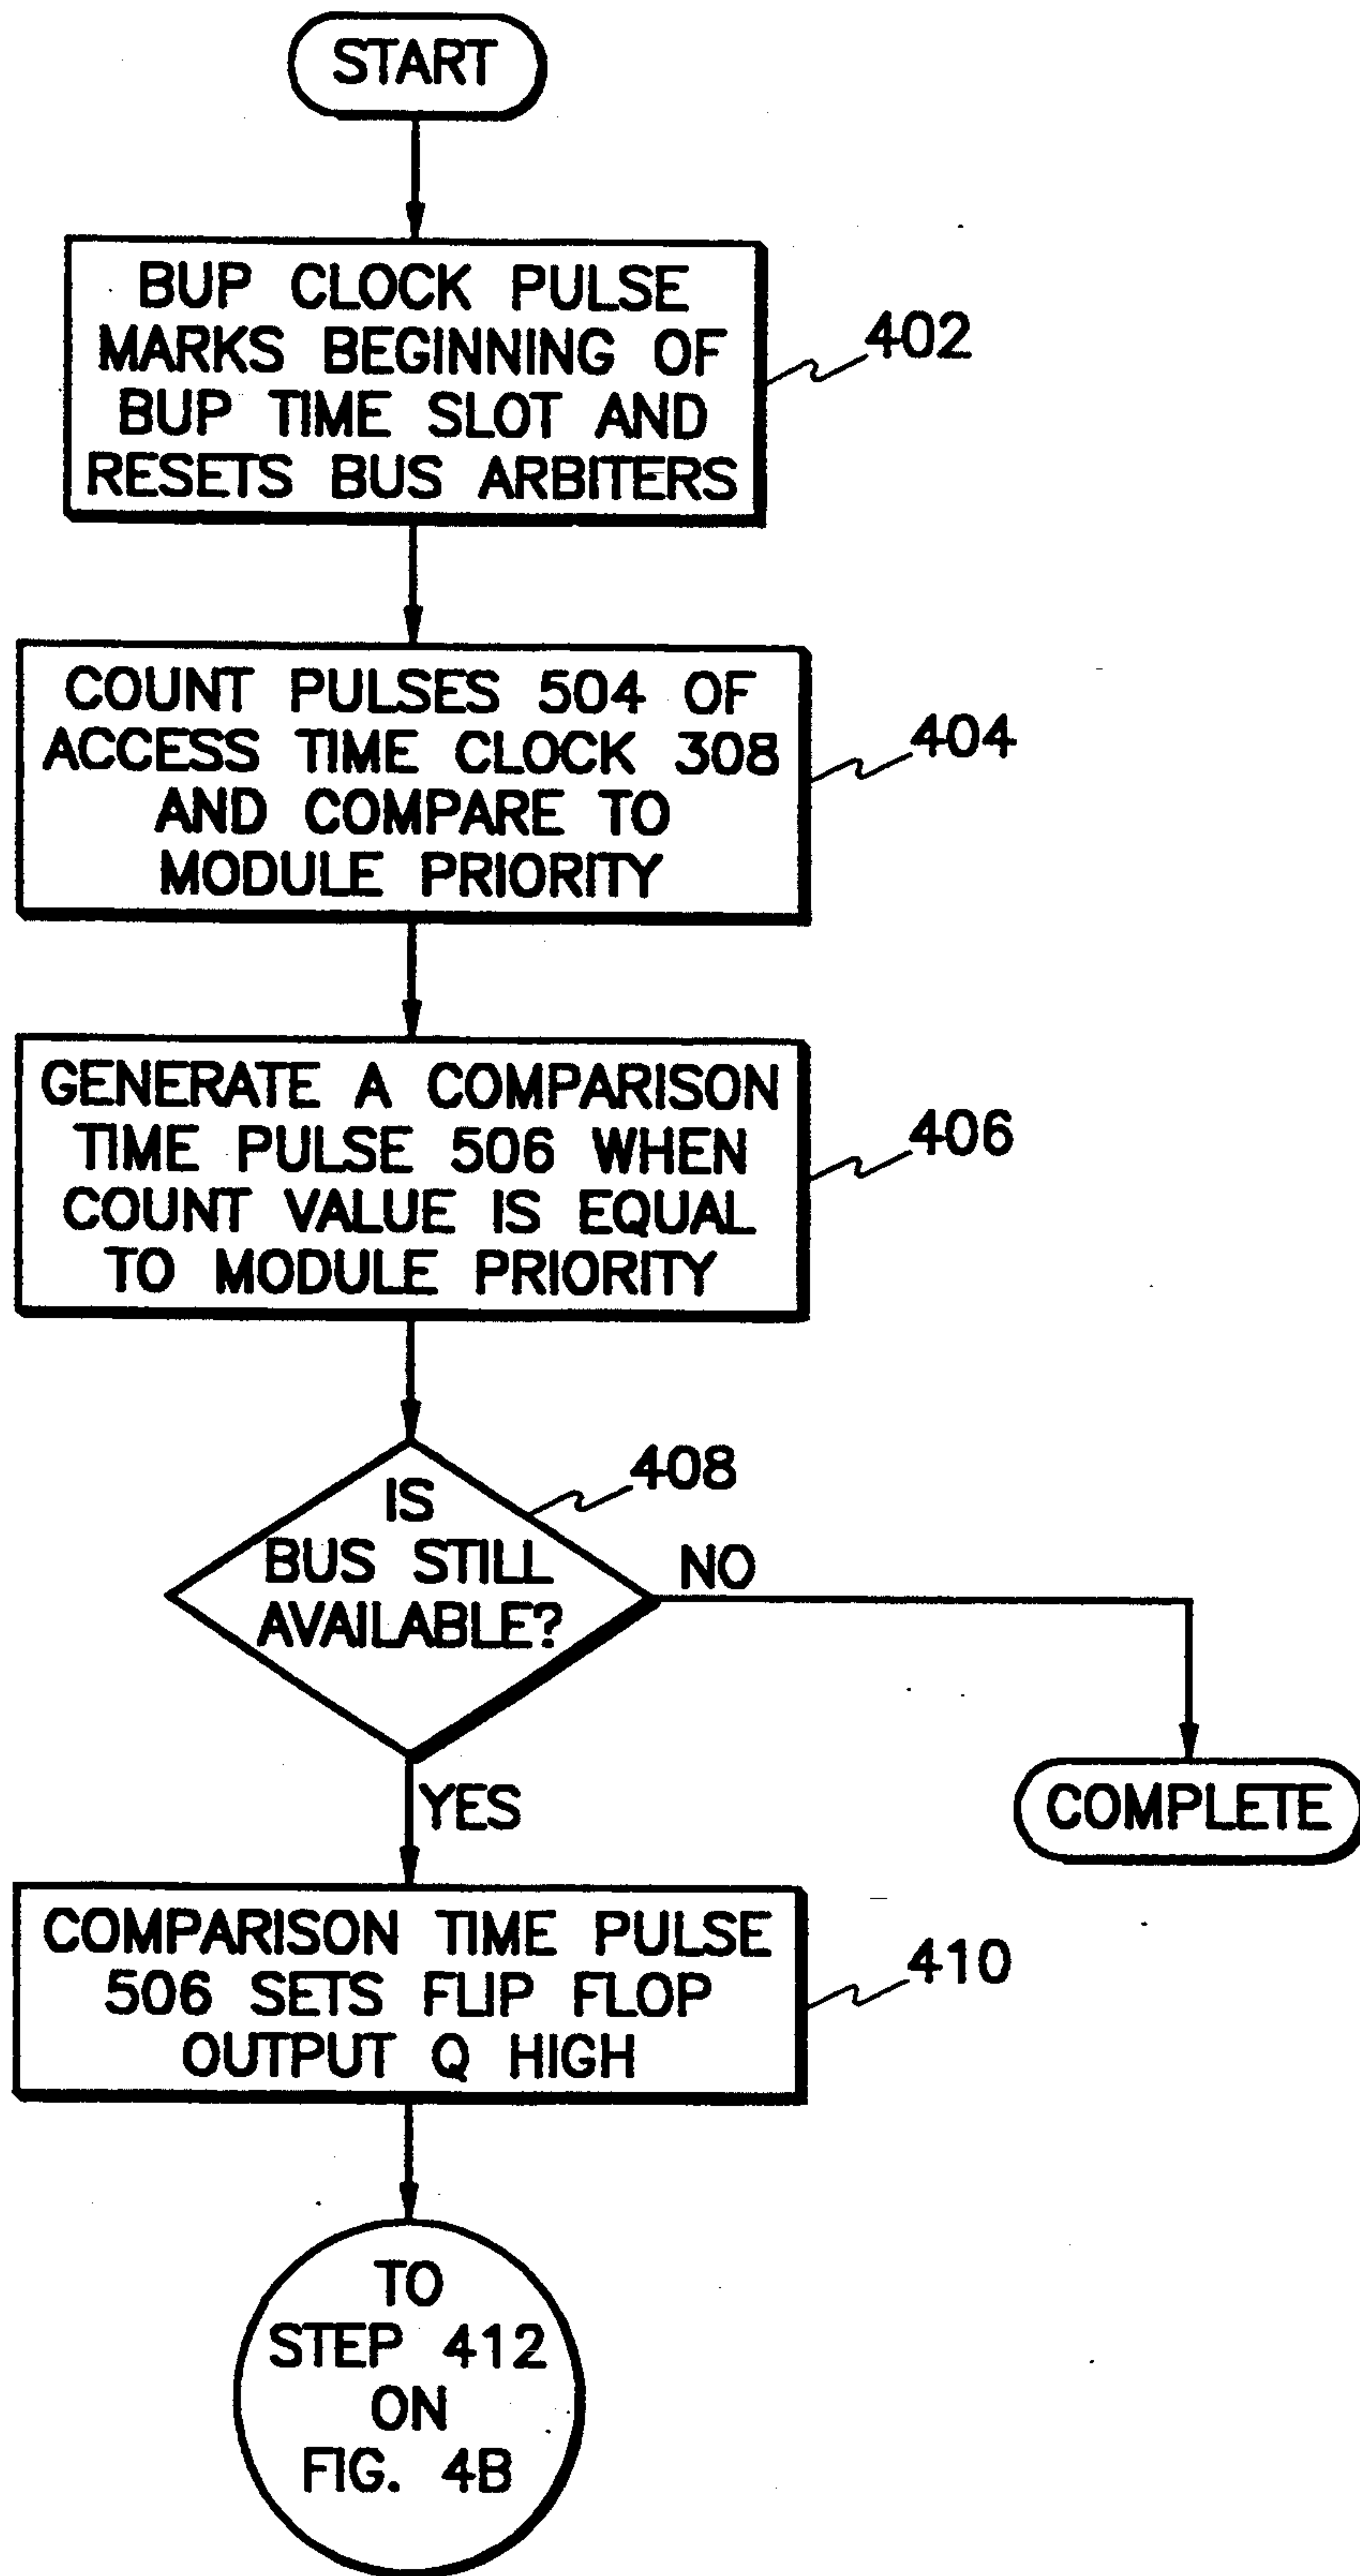 START
BUP CLOCK PULSE
MARKS BEGINNING OF
BUP TIME SLOT AND
RESETS BUS ARBITERS
402
COUNT PULSES 504 OF
ACCESS TIME CLOCK 308
AND COMPARE TO
MODULE PRIORITY
404
GENERATE A COMPARISON
TIME PULSE 506 WHEN
COUNT VALUE IS EQUAL
TO MODULE PRIORITY
406
IS
BUS STILL
AVAILABLE?
408
NO
COMPLETE
YES
COMPARISON TIME PULSE
506 SETS FLIP FLOP
OUTPUT Q HIGH
410
TO
STEP 412
ON
FIG. 4B